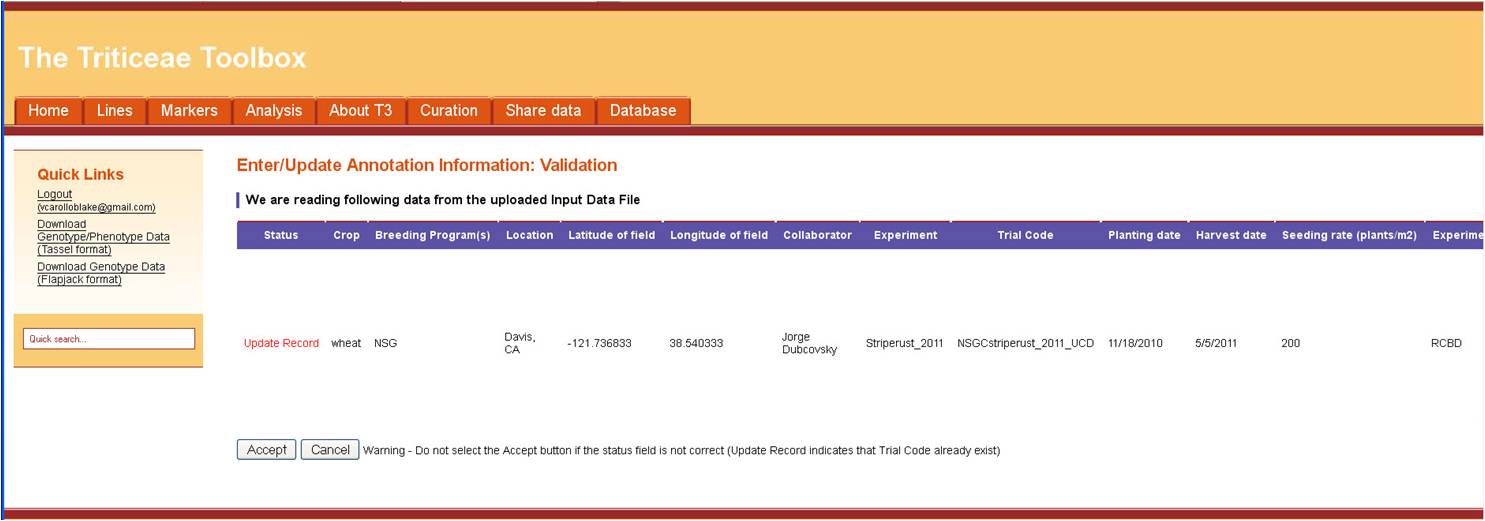 The Triticeae Toolbox
Home Lines Markers Analysis About T3 Curation Share data Database
Quick Links
Logout
(vcarolloblake@gmail.com)
Download
Genotype/Phenotype Data
(Tassel format)
Download Genotype Data
(Flapjack format)
Quick search...
Enter/Update Annotation Information: Validation
We are reading following data from the uploaded Input Data File
Status Crop Breeding Program(s) Location Latitude of field Longitude of field Collaborator Experiment Trial Code Planting date Harvest date Seeding rate (plants/m2) Experime
Update Record wheat NSG Davis, CA -121.736833 38.540333 Jorge Dubcovsky Striperust_2011 NSGCstriperust_2011_UCD 11/18/2010 5/5/2011 200 RCBD
Accept Cancel Warning - Do not select the Accept button if the status field is not correct (Update Record indicates that Trial Code already exist)